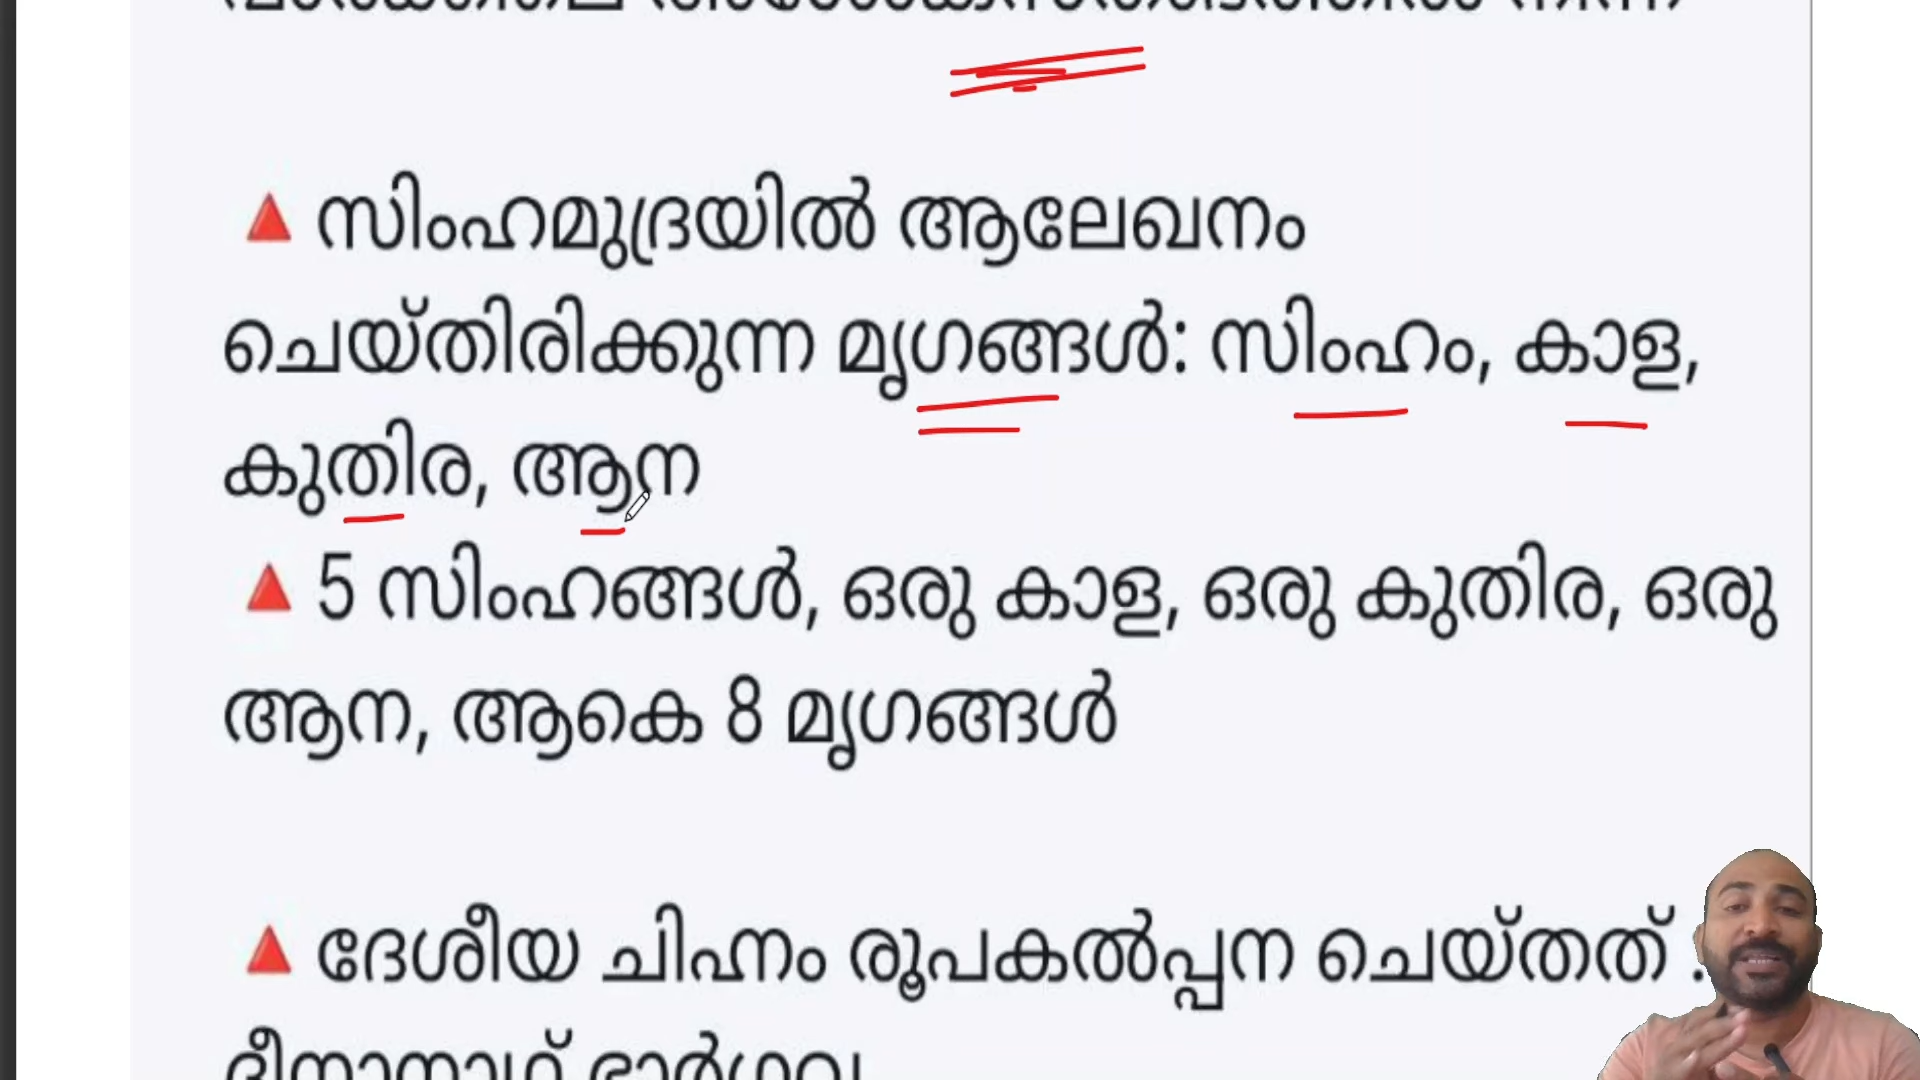 🔺സിംഹമുദ്രയിൽ ആലേഖനം
ചെയ്തിരിക്കുന്ന മൃഗങ്ങൾ: സിംഹം, കാള,
കുതിര, ആന
🔺5 സിംഹങ്ങൾ, ഒരു കാള, ഒരു കുതിര, ഒരു
ആന, ആകെ 8 മൃഗങ്ങൾ
🔺ദേശീയ ചിഹ്നം രൂപകൽപ്പന ചെയ്തത് :
ദീനാനാഥ് ഭാർഗവ